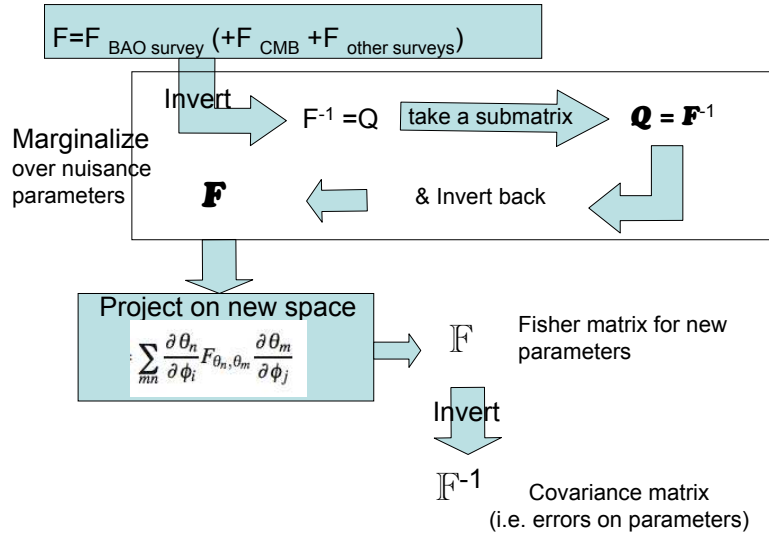 F=F BAO survey (+F CMB +F other surveys)
Invert
F-1 =Q
take a submatrix
Q = F-1
Marginalize
over nuisance
parameters
F
& Invert back
Project on new space
: ∑mn ∂θn/∂ϕi Fθn,θm ∂θm/∂ϕj
𝔽
Fisher matrix for new
parameters
Invert
𝔽-1
Covariance matrix
(i.e. errors on parameters)